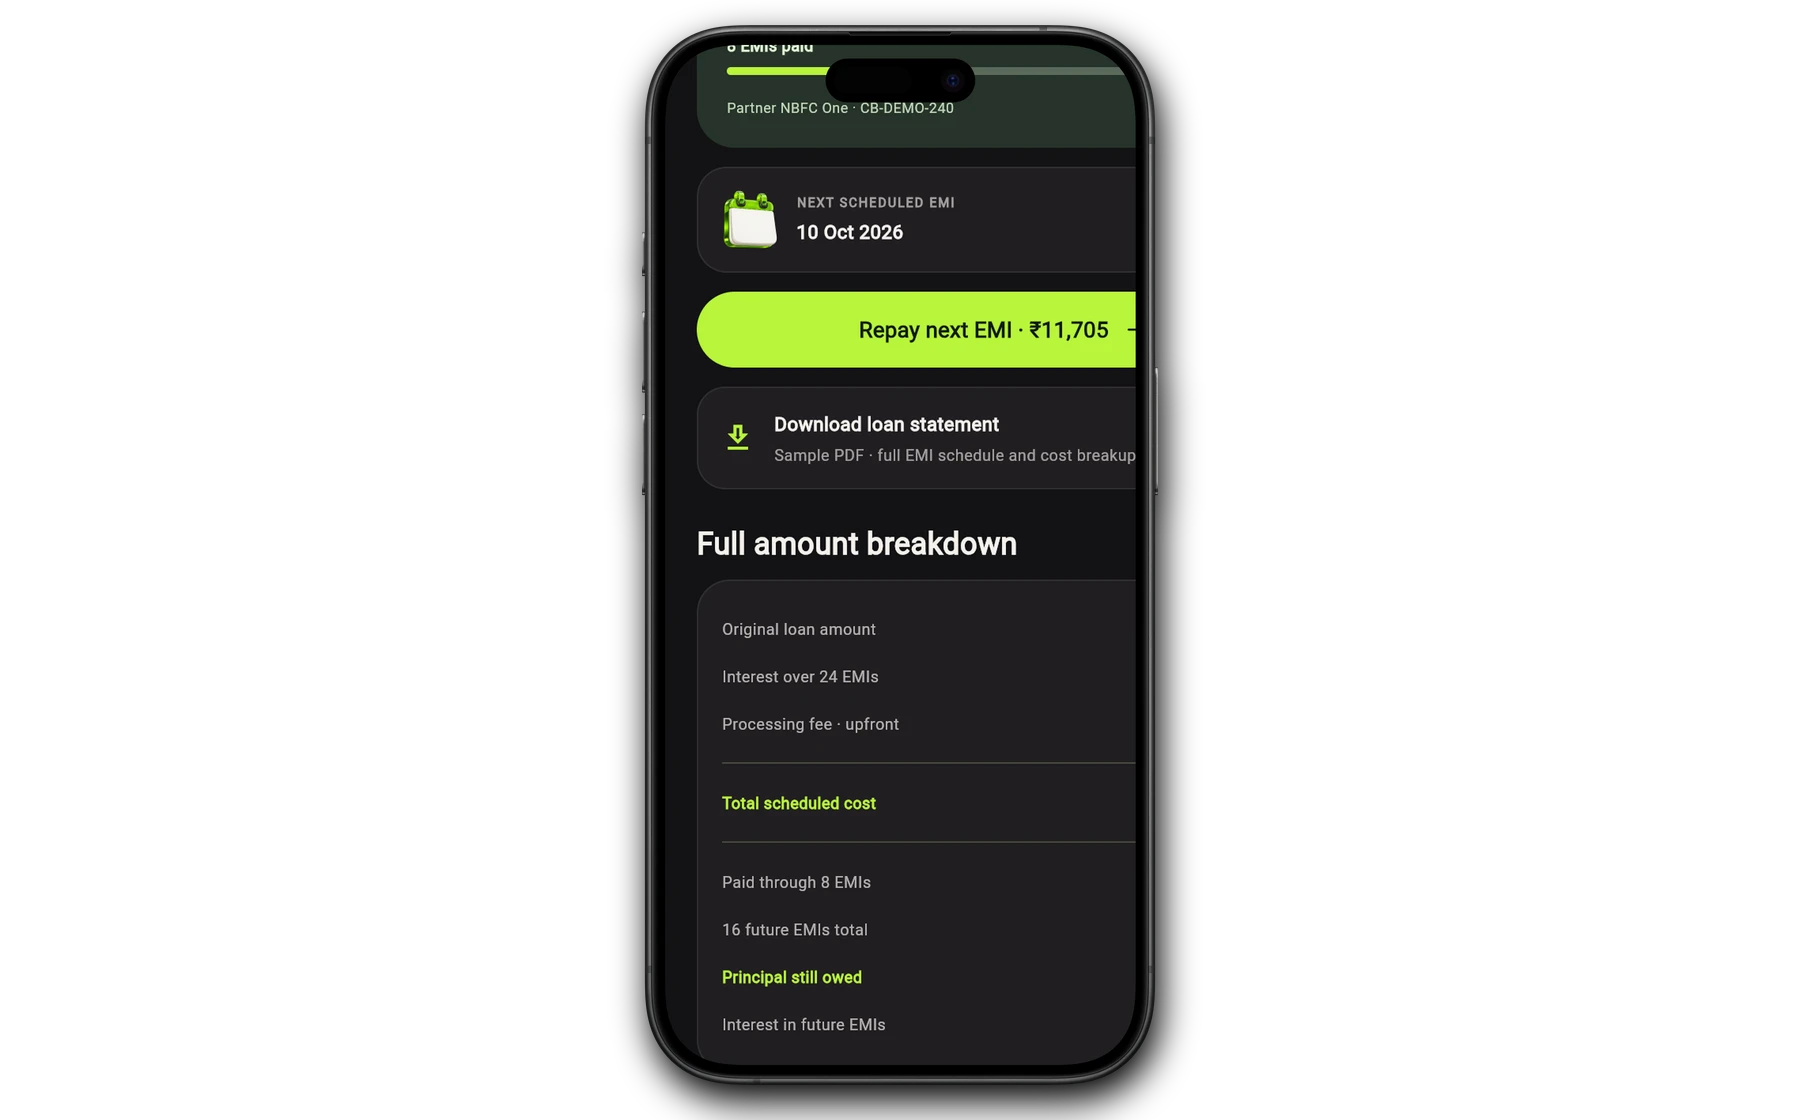 8 EMIs paid
Partner NBFC One · CB-DEMO-240
NEXT SCHEDULED EMI
10 Oct 2026
Repay next EMI · ₹11,705
Download loan statement
Sample PDF · full EMI schedule and cost breakup
Full amount breakdown
Original loan amount
Interest over 24 EMIs
Processing fee · upfront
Total scheduled cost
Paid through 8 EMIs
16 future EMIs total
Principal still owed
Interest in future EMIs